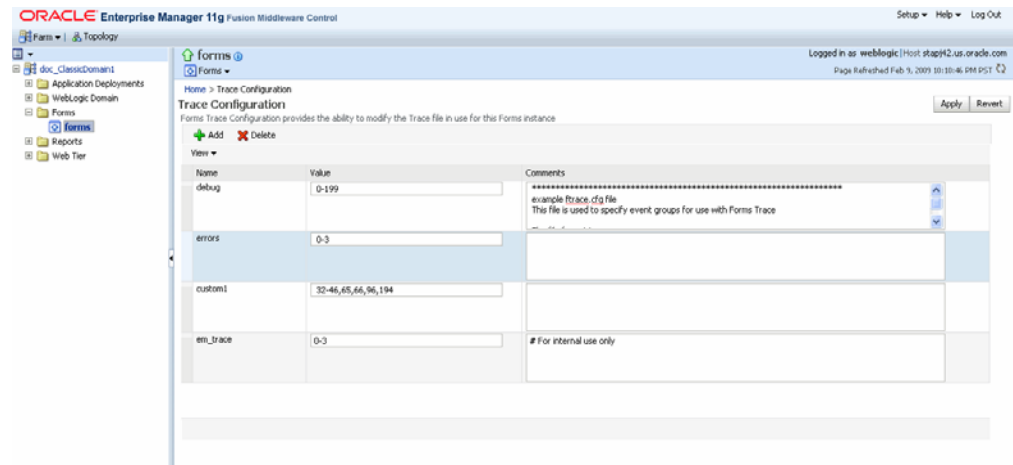 ORACLE Enterprise Manager 11g Fusion Middleware Control
Setup Help Log Out
Farm Topology
doc_ClassicDomain1
Application Deployments
WebLogic Domain
Forms
forms
Reports
Web Tier
forms
Logged in as weblogic|Host stapj42.us.oracle.com
Forms
Page Refreshed Feb 9, 2009 10:10:46 PM PST
Home > Trace Configuration
Trace Configuration
Apply Revert
Forms Trace Configuration provides the ability to modify the Trace file in use for this Forms instance
Add Delete
View
Name Value Comments
debug 0-199
example ftrace.cfg file
This file is used to specify event groups for use with Forms Trace
errors 0-3
custom1 32-46,65,66,96,194
em_trace 0-3 # For internal use only